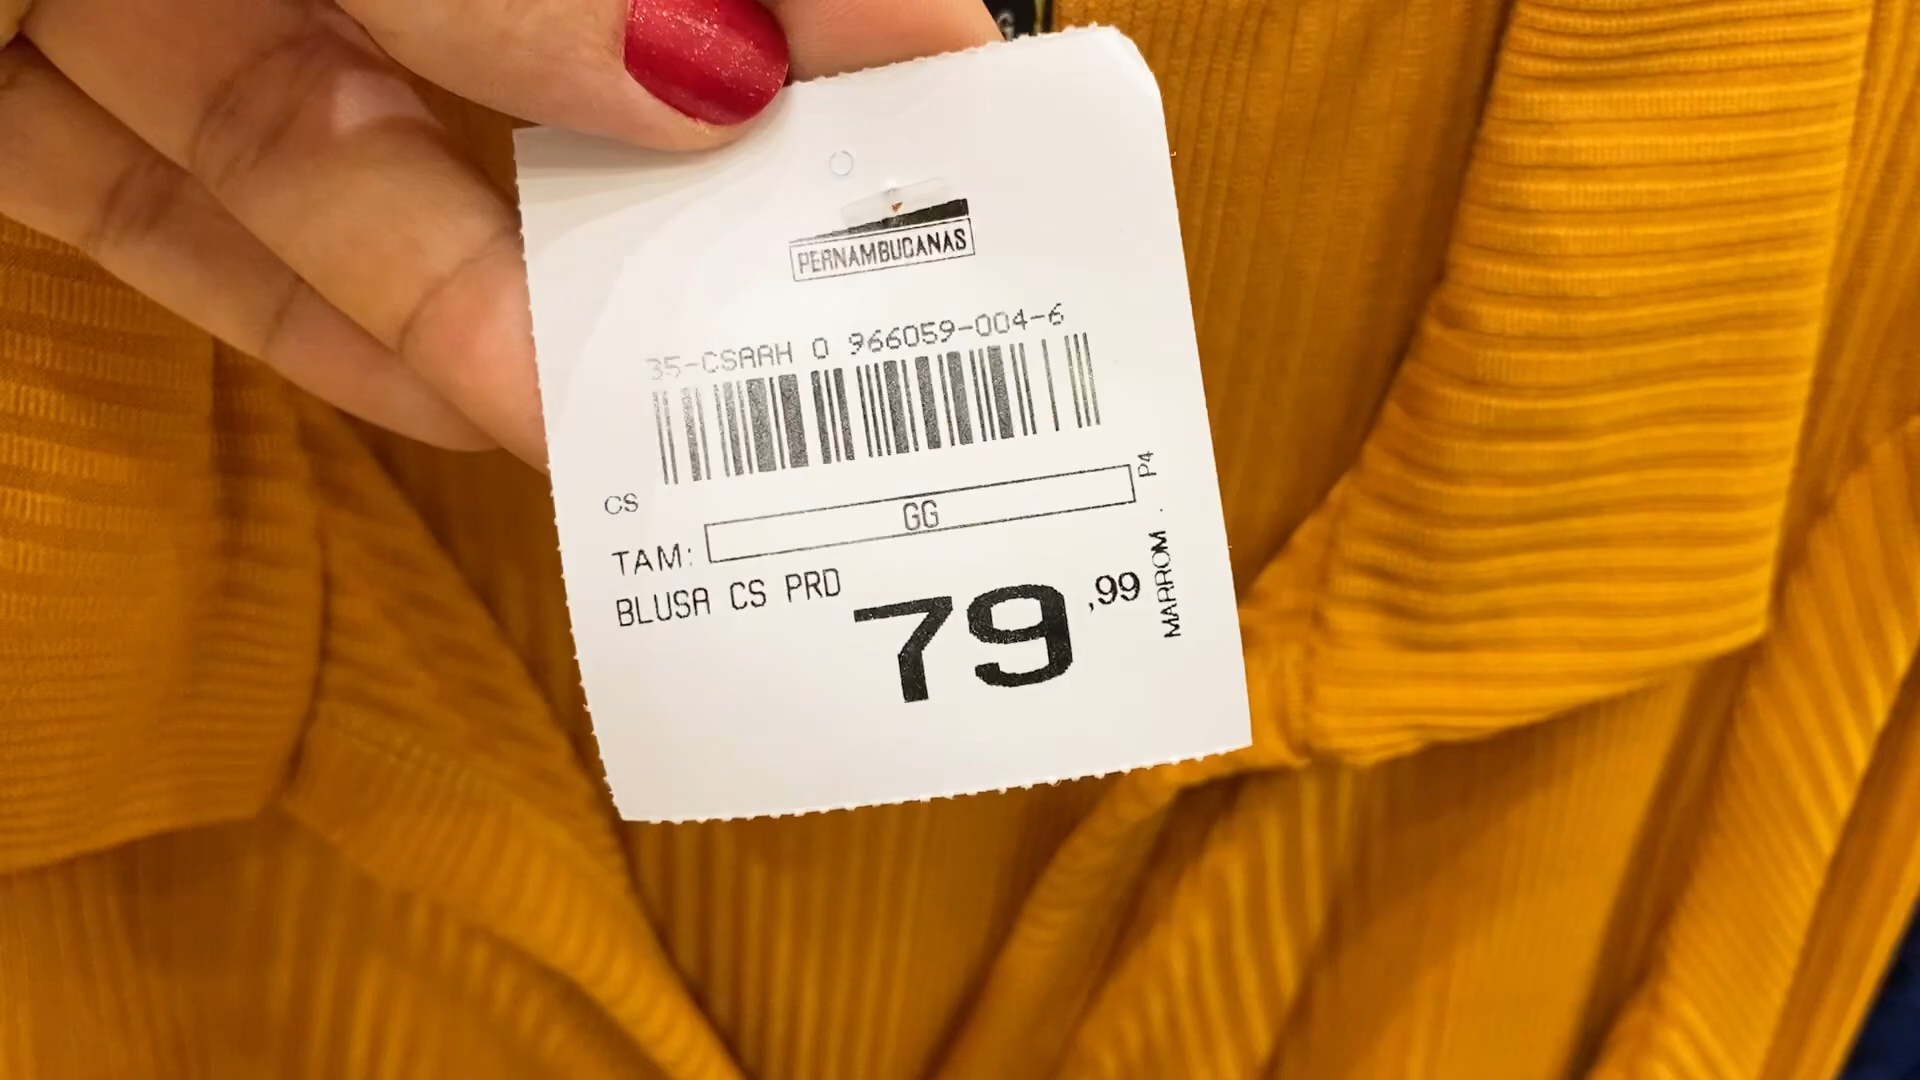 PERNAMBUCANAS
35-CSAAH 0 966059-004-6
CS
P4
TAM: GG
BLUSA CS PRD
79,99
MARROM .